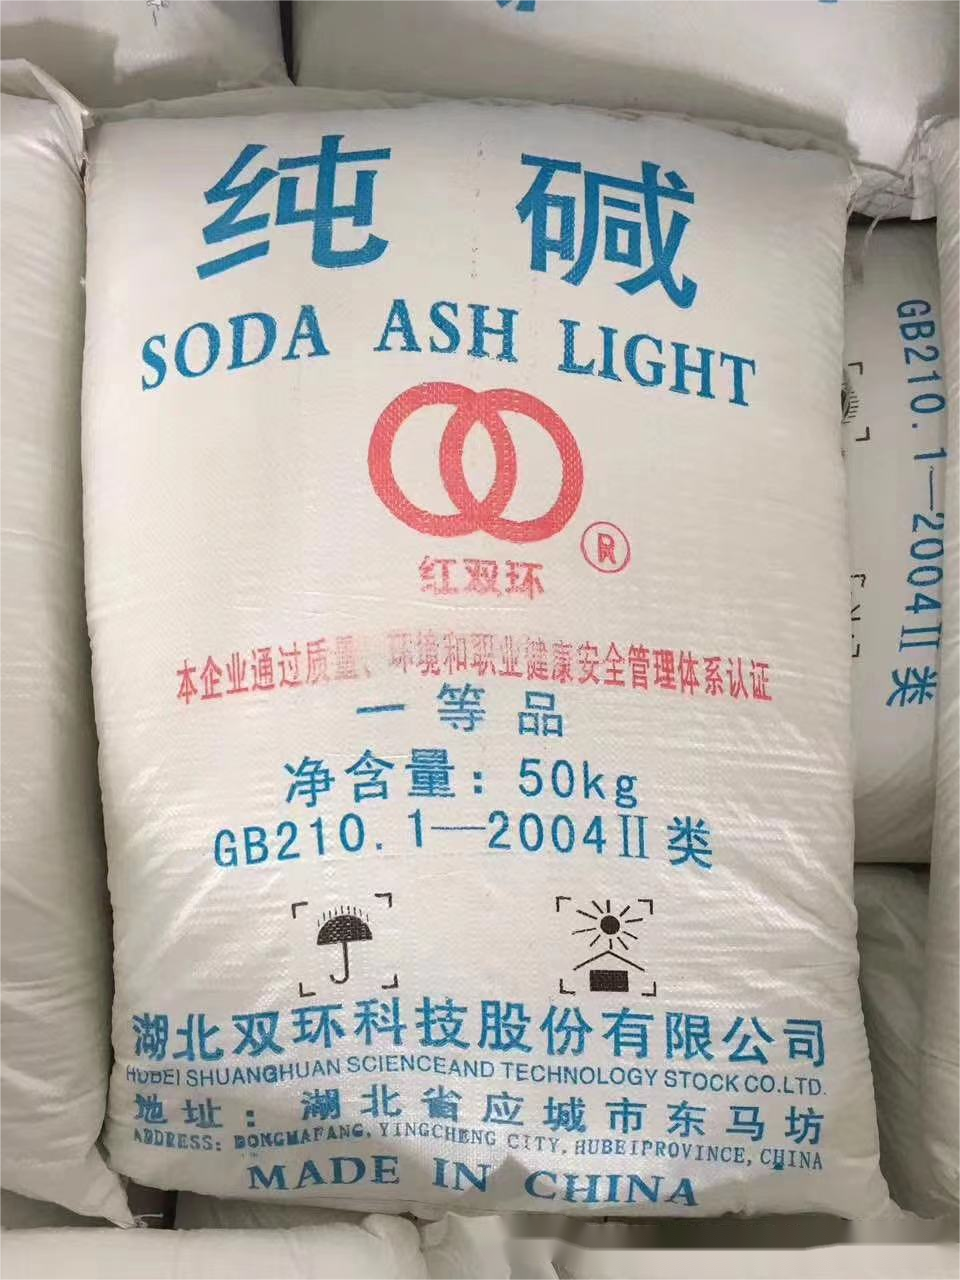 纯碱
SODA ASH LIGHT
®
红双环
本企业通过质量、环境和职业健康安全管理体系认证
一等品
净含量：50kg
GB210.1—2004Ⅱ类
湖北双环科技股份有限公司
HUBEI SHUANGHUAN SCIENCEAND TECHNOLOGY STOCK CO.LTD.
地址：湖北省应城市东马坊
ADDRESS: DONGMAFANG, YINGCHENG CITY, HUBEIPROVINCE, CHINA
MADE IN CHINA
GB210.1—2004Ⅱ类